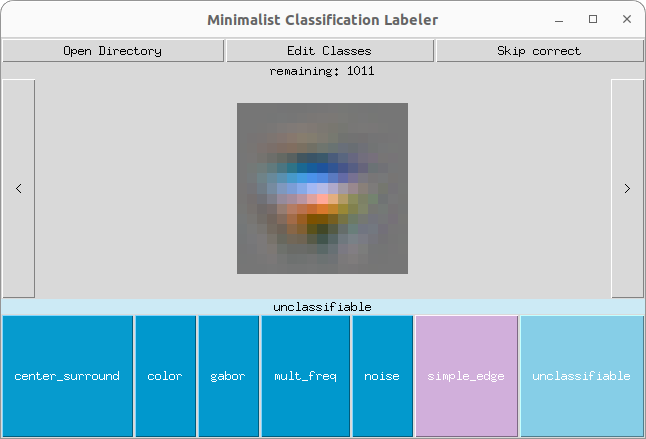 Minimalist Classification Labeler
Open Directory Edit Classes Skip correct
remaining: 1011
< >
unclassifiable
center_surround color gabor mult_freq noise simple_edge unclassifiable